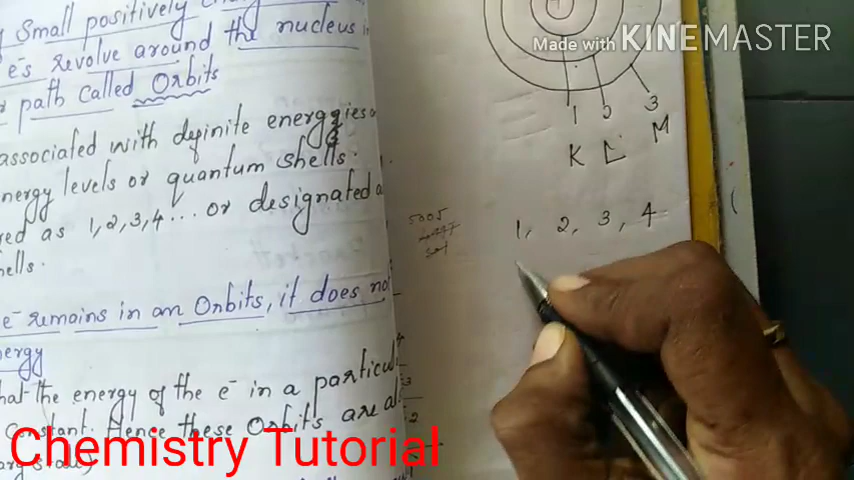 Small positively
e⁻s revolve around the nucleus in
path called Orbits
associated with definite energies
energy levels or quantum shells.
as 1,2,3,4... or designated
shells.
e⁻ remains in an Orbits, it does not
energy
that the energy of the e⁻ in a particul
constant. Hence these Orbits are al
Made with KINEMASTER
1 2 3
K L M
5005
1, 2, 3, 4
Chemistry Tutorial